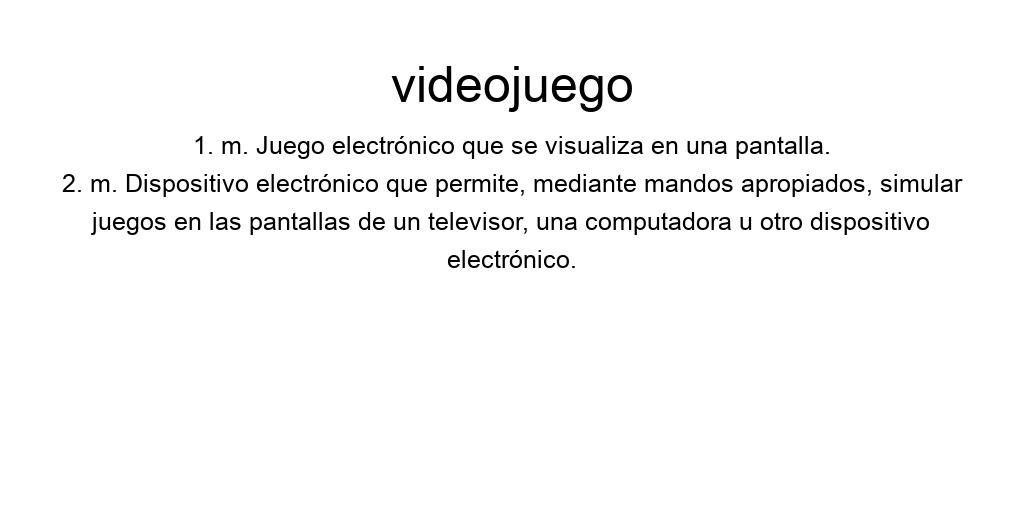 videojuego
1. m. Juego electrónico que se visualiza en una pantalla.
2. m. Dispositivo electrónico que permite, mediante mandos apropiados, simular
juegos en las pantallas de un televisor, una computadora u otro dispositivo
electrónico.